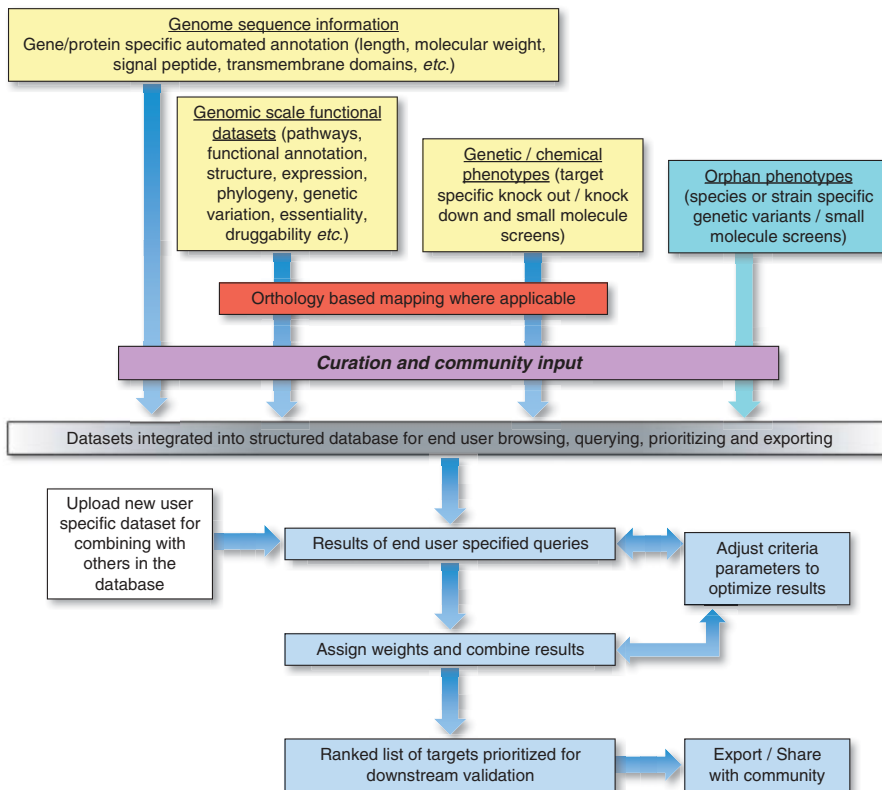 Genome sequence information
Gene/protein specific automated annotation (length, molecular weight,
signal peptide, transmembrane domains, etc.)
Genomic scale functional
datasets (pathways,
functional annotation,
structure, expression,
phylogeny, genetic
variation, essentiality,
druggability etc.)
Genetic / chemical
phenotypes (target
specific knock out / knock
down and small molecule
screens)
Orphan phenotypes
(species or strain specific
genetic variants / small
molecule screens)
Orthology based mapping where applicable
Curation and community input
Datasets integrated into structured database for end user browsing, querying, prioritizing and exporting
Upload new user
specific dataset for
combining with
others in the
database
Results of end user specified queries
Adjust criteria
parameters to
optimize results
Assign weights and combine results
Ranked list of targets prioritized for
downstream validation
Export / Share
with community